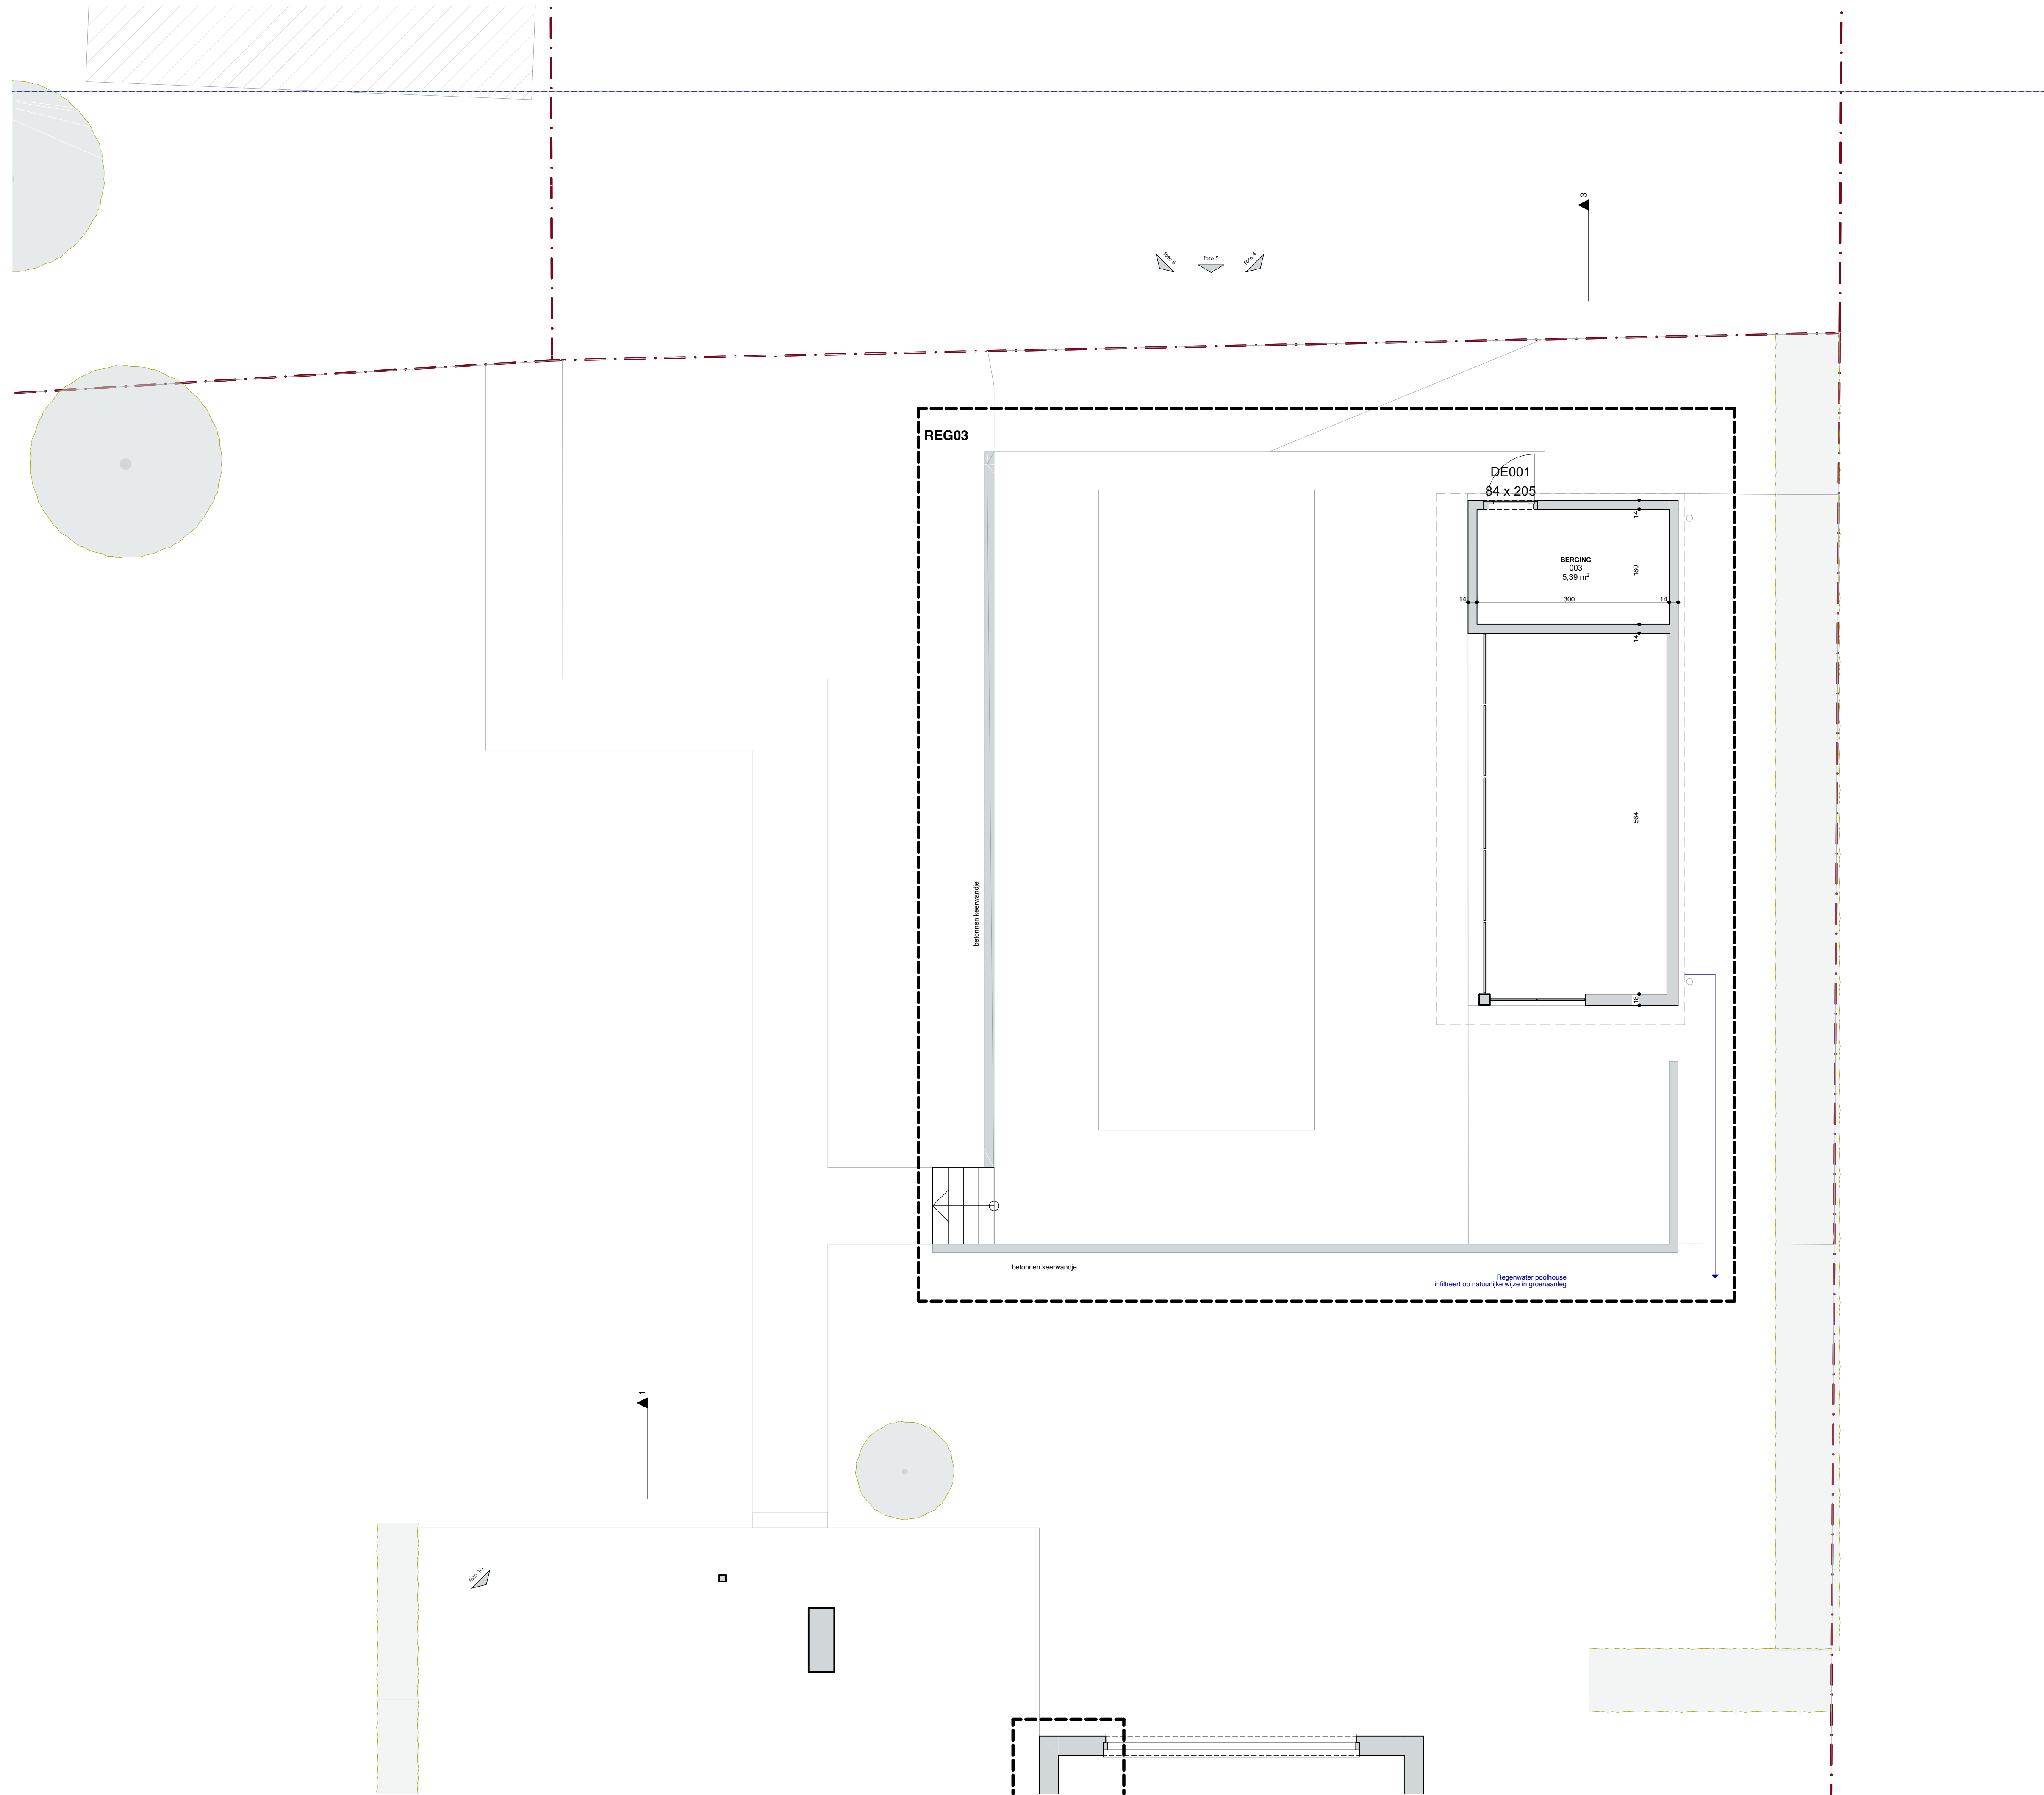 3
foto 6
foto 5
foto 4
REG03
DE001
84 x 205
14
BERGING
003
5,39 m²
180
14
300
14
14
564
betonnen keerwandje
18
betonnen keerwandje
Regenwater poolhouse
infiltreert op natuurlijke wijze in groenaanleg
1
foto 10